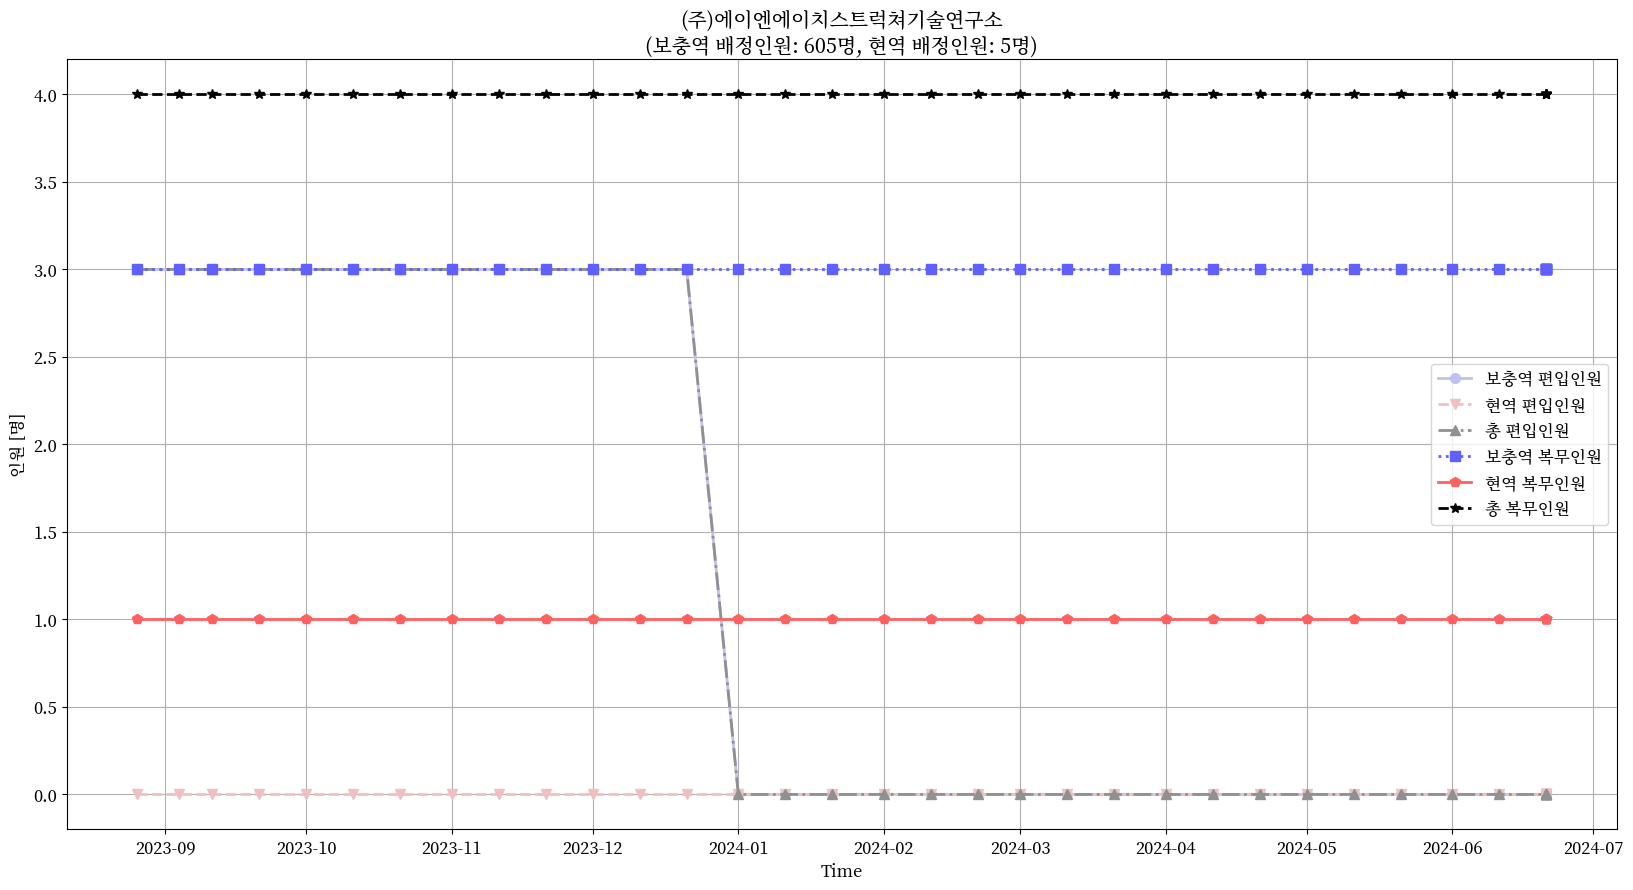 (주)에이엔에이치스트럭쳐기술연구소
(보충역 배정인원: 605명, 현역 배정인원: 5명)
인원 [명]
4.0
3.5
3.0
2.5
2.0
1.5
1.0
0.5
0.0
보충역 편입인원
현역 편입인원
총 편입인원
보충역 복무인원
현역 복무인원
총 복무인원
2023-09 2023-10 2023-11 2023-12 2024-01 2024-02 2024-03 2024-04 2024-05 2024-06 2024-07
Time